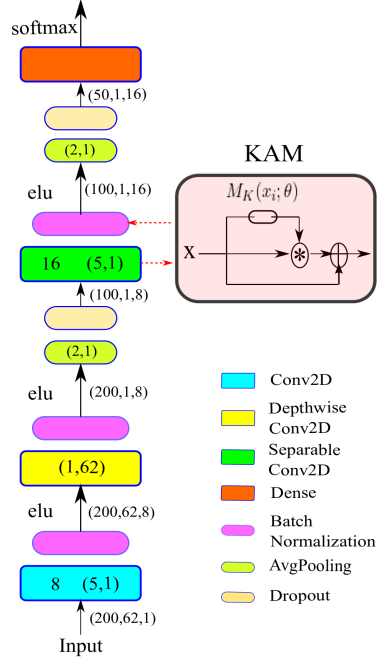 softmax
(50,1,16)
(2,1)
elu
(100,1,16)
16 (5,1)
(100,1,8)
(2,1)
elu
(200,1,8)
(1,62)
elu
(200,62,8)
8 (5,1)
(200,62,1)
Input
KAM
M_K(x_i;θ)
X
*
Conv2D
Depthwise
Conv2D
Separable
Conv2D
Dense
Batch
Normalization
AvgPooling
Dropout